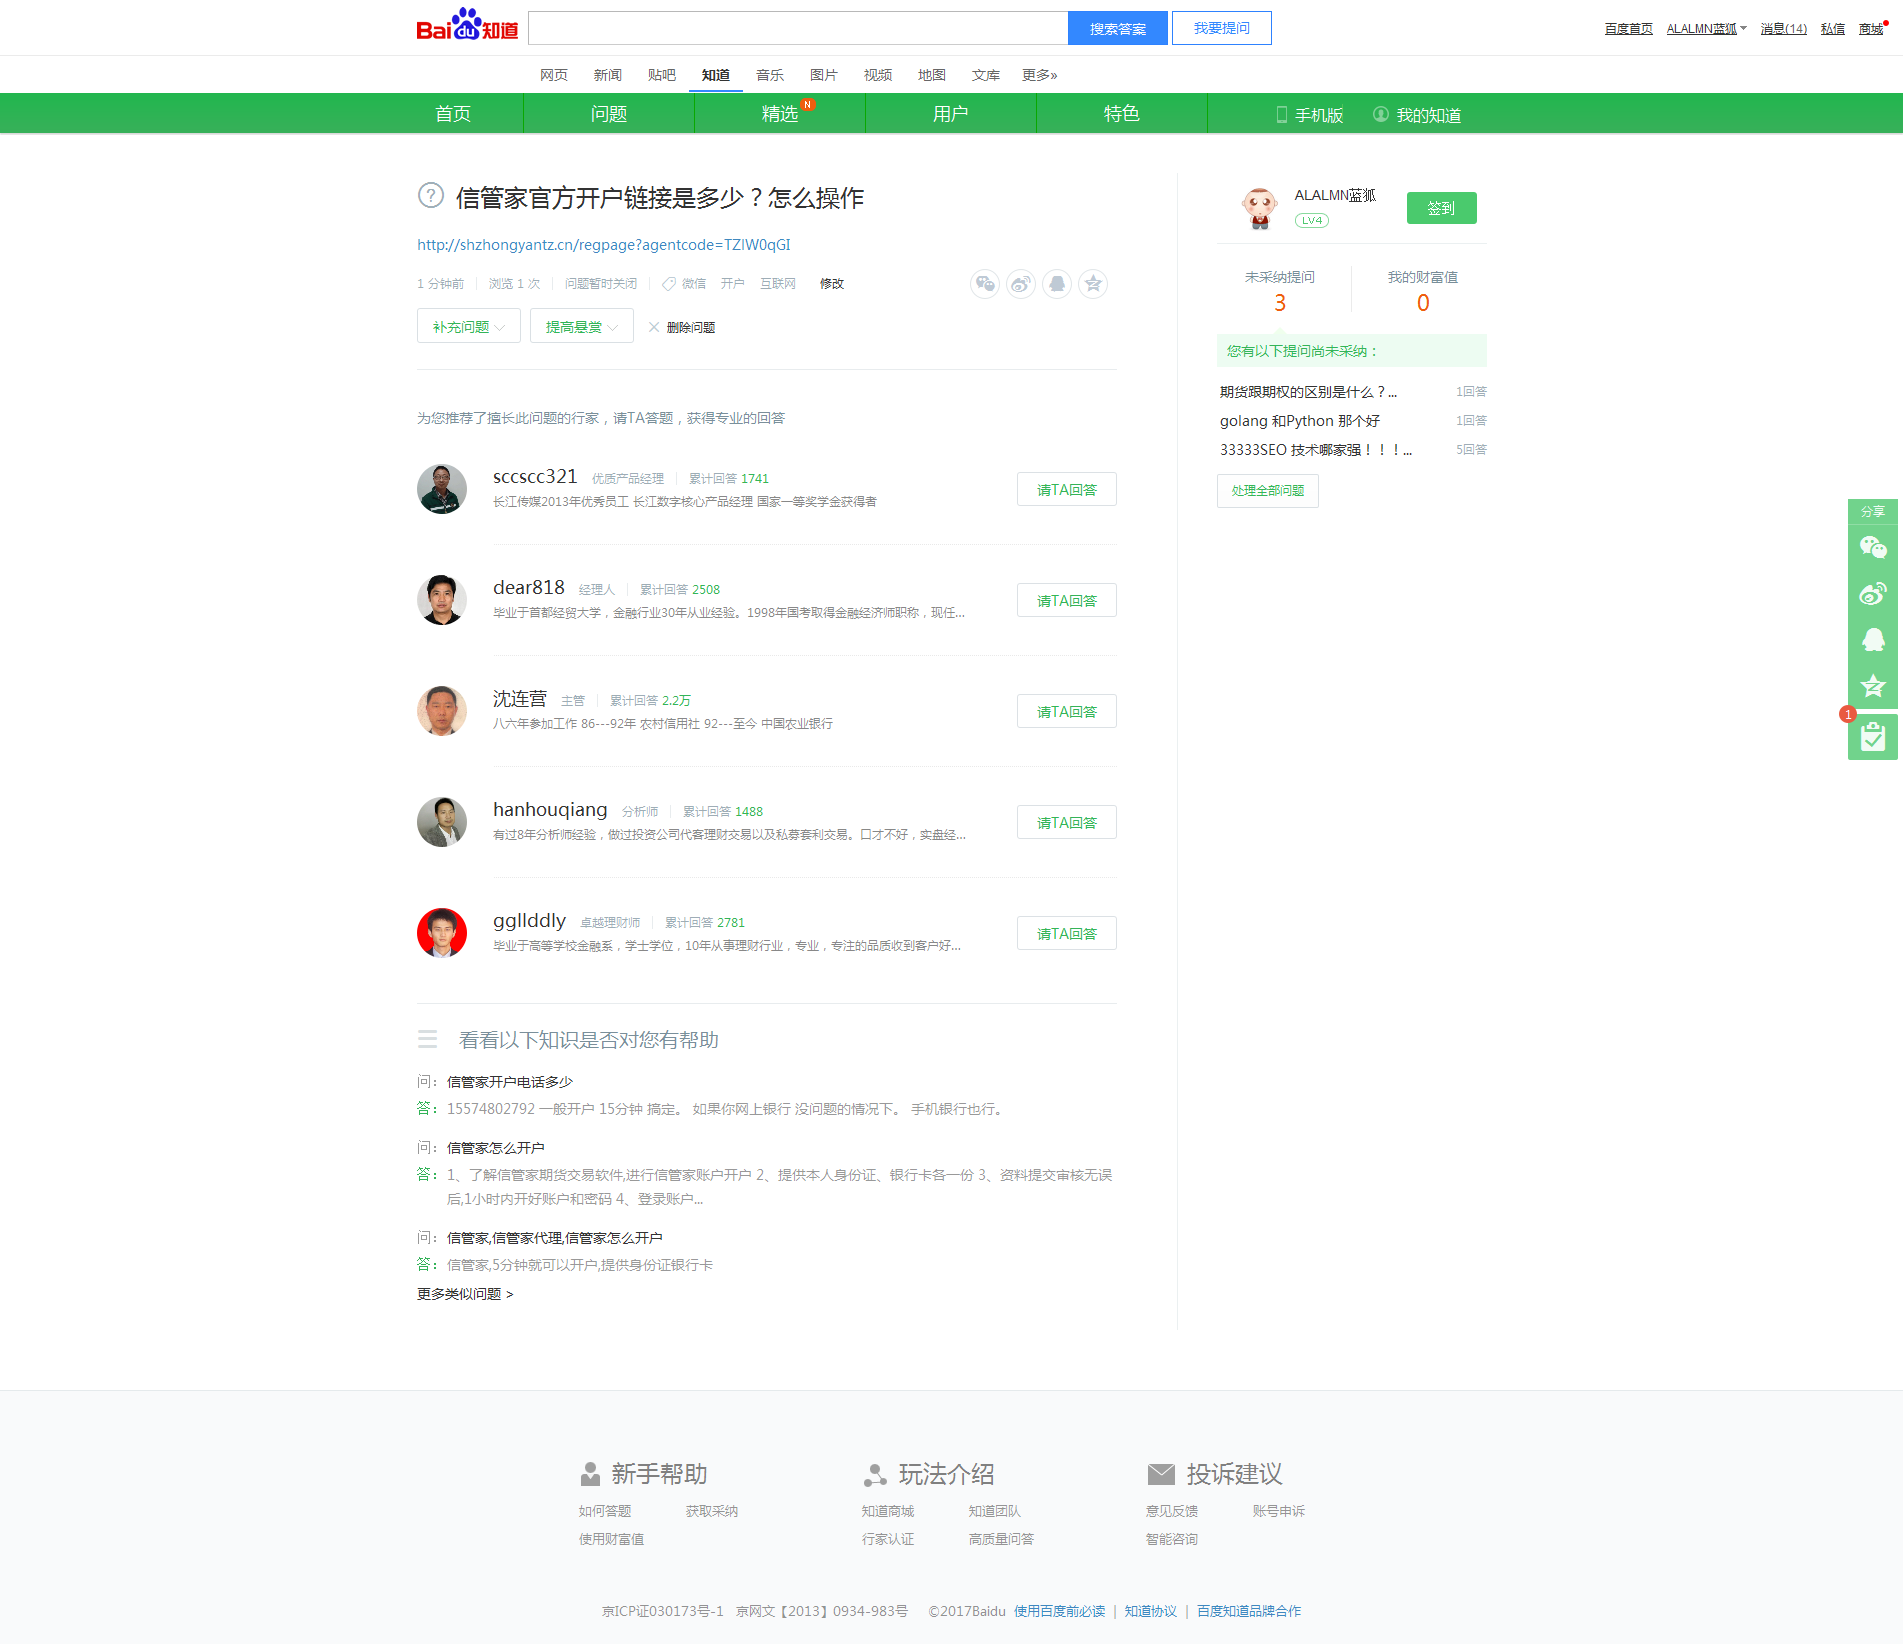 Bai du 知道
搜索答案 我要提问 百度首页 ALALMN蓝狐 消息(14) 私信 商城
网页 新闻 贴吧 知道 音乐 图片 视频 地图 文库 更多»
首页 问题 精选 N 用户 特色 手机版 我的知道
? 信管家官方开户链接是多少？怎么操作
http://shzhongyantz.cn/regpage?agentcode=TZIW0qGI
1 分钟前 浏览 1 次 问题暂时关闭 微信 开户 互联网 修改
补充问题 提高悬赏 删除问题
为您推荐了擅长此问题的行家，请TA答题，获得专业的回答
sccscc321 优质产品经理 累计回答 1741
长江传媒2013年优秀员工 长江数字核心产品经理 国家一等奖学金获得者
请TA回答
dear818 经理人 累计回答 2508
毕业于首都经贸大学，金融行业30年从业经验。1998年国考取得金融经济师职称，现任...
请TA回答
沈连营 主管 累计回答 2.2万
八六年参加工作 86---92年 农村信用社 92---至今 中国农业银行
请TA回答
hanhouqiang 分析师 累计回答 1488
有过8年分析师经验，做过投资公司代客理财交易以及私募套利交易。口才不好，实盘经...
请TA回答
ggllddly 卓越理财师 累计回答 2781
毕业于高等学校金融系，学士学位，10年从事理财行业，专业，专注的品质收到客户好...
请TA回答
看看以下知识是否对您有帮助
问： 信管家开户电话多少
答： 15574802792 一般开户 15分钟 搞定。 如果你网上银行 没问题的情况下。 手机银行也行。
问： 信管家怎么开户
答： 1、了解信管家期货交易软件,进行信管家账户开户 2、提供本人身份证、银行卡各一份 3、资料提交审核无误
后,1小时内开好账户和密码 4、登录账户...
问： 信管家,信管家代理,信管家怎么开户
答： 信管家,5分钟就可以开户,提供身份证银行卡
更多类似问题 >
ALALMN蓝狐
LV4
签到
未采纳提问 我的财富值
3 0
您有以下提问尚未采纳：
期货跟期权的区别是什么？... 1回答
golang 和Python 那个好 1回答
33333SEO 技术哪家强！！！... 5回答
处理全部问题
分享
1
新手帮助 玩法介绍 投诉建议
如何答题 获取采纳 知道商城 知道团队 意见反馈 账号申诉
使用财富值 行家认证 高质量问答 智能咨询
京ICP证030173号-1 京网文【2013】0934-983号 ©2017Baidu 使用百度前必读 | 知道协议 | 百度知道品牌合作